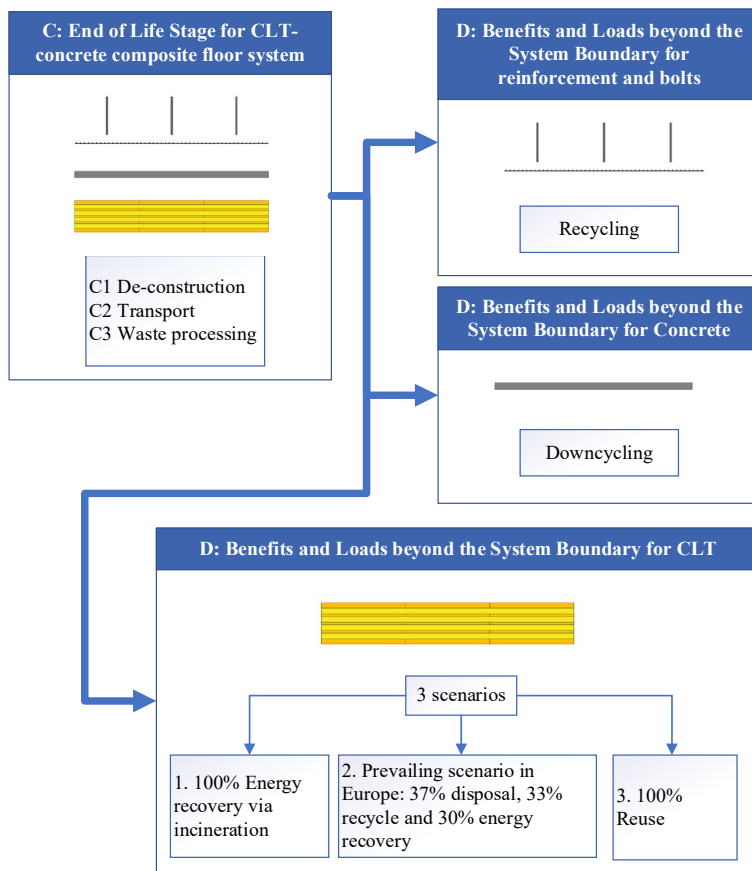 C: End of Life Stage for CLT-
concrete composite floor system
C1 De-construction
C2 Transport
C3 Waste processing
D: Benefits and Loads beyond the
System Boundary for
reinforcement and bolts
Recycling
D: Benefits and Loads beyond the
System Boundary for Concrete
Downcycling
D: Benefits and Loads beyond the System Boundary for CLT
3 scenarios
1. 100% Energy
recovery via
incineration
2. Prevailing scenario in
Europe: 37% disposal, 33%
recycle and 30% energy
recovery
3. 100%
Reuse